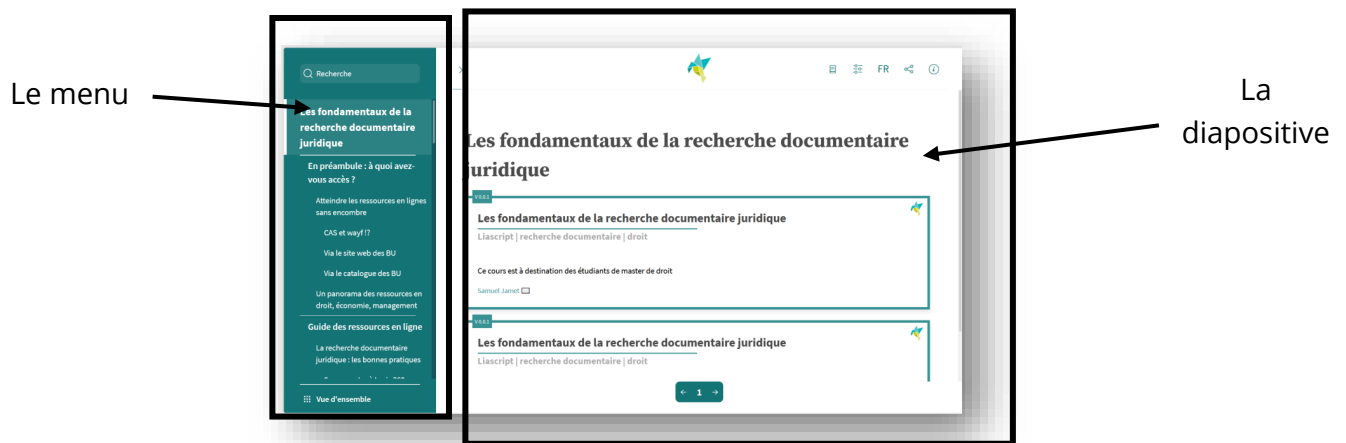 Le menu
Recherche
Les fondamentaux de la
recherche documentaire
juridique
En préambule : à quoi avez-
vous accès ?
Atteindre les ressources en lignes
sans encombre
CAS et wayf !?
Via le site web des BU
Via le catalogue des BU
Un panorama des ressources en
droit, économie, management
Guide des ressources en ligne
La recherche documentaire
juridique : les bonnes pratiques
Vue d'ensemble
FR
Les fondamentaux de la recherche documentaire
juridique
Les fondamentaux de la recherche documentaire juridique
Liascript | recherche documentaire | droit
Ce cours est à destination des étudiants de master de droit
Samuel Jamet
Les fondamentaux de la recherche documentaire juridique
Liascript | recherche documentaire | droit
← 1 →
La
diapositive